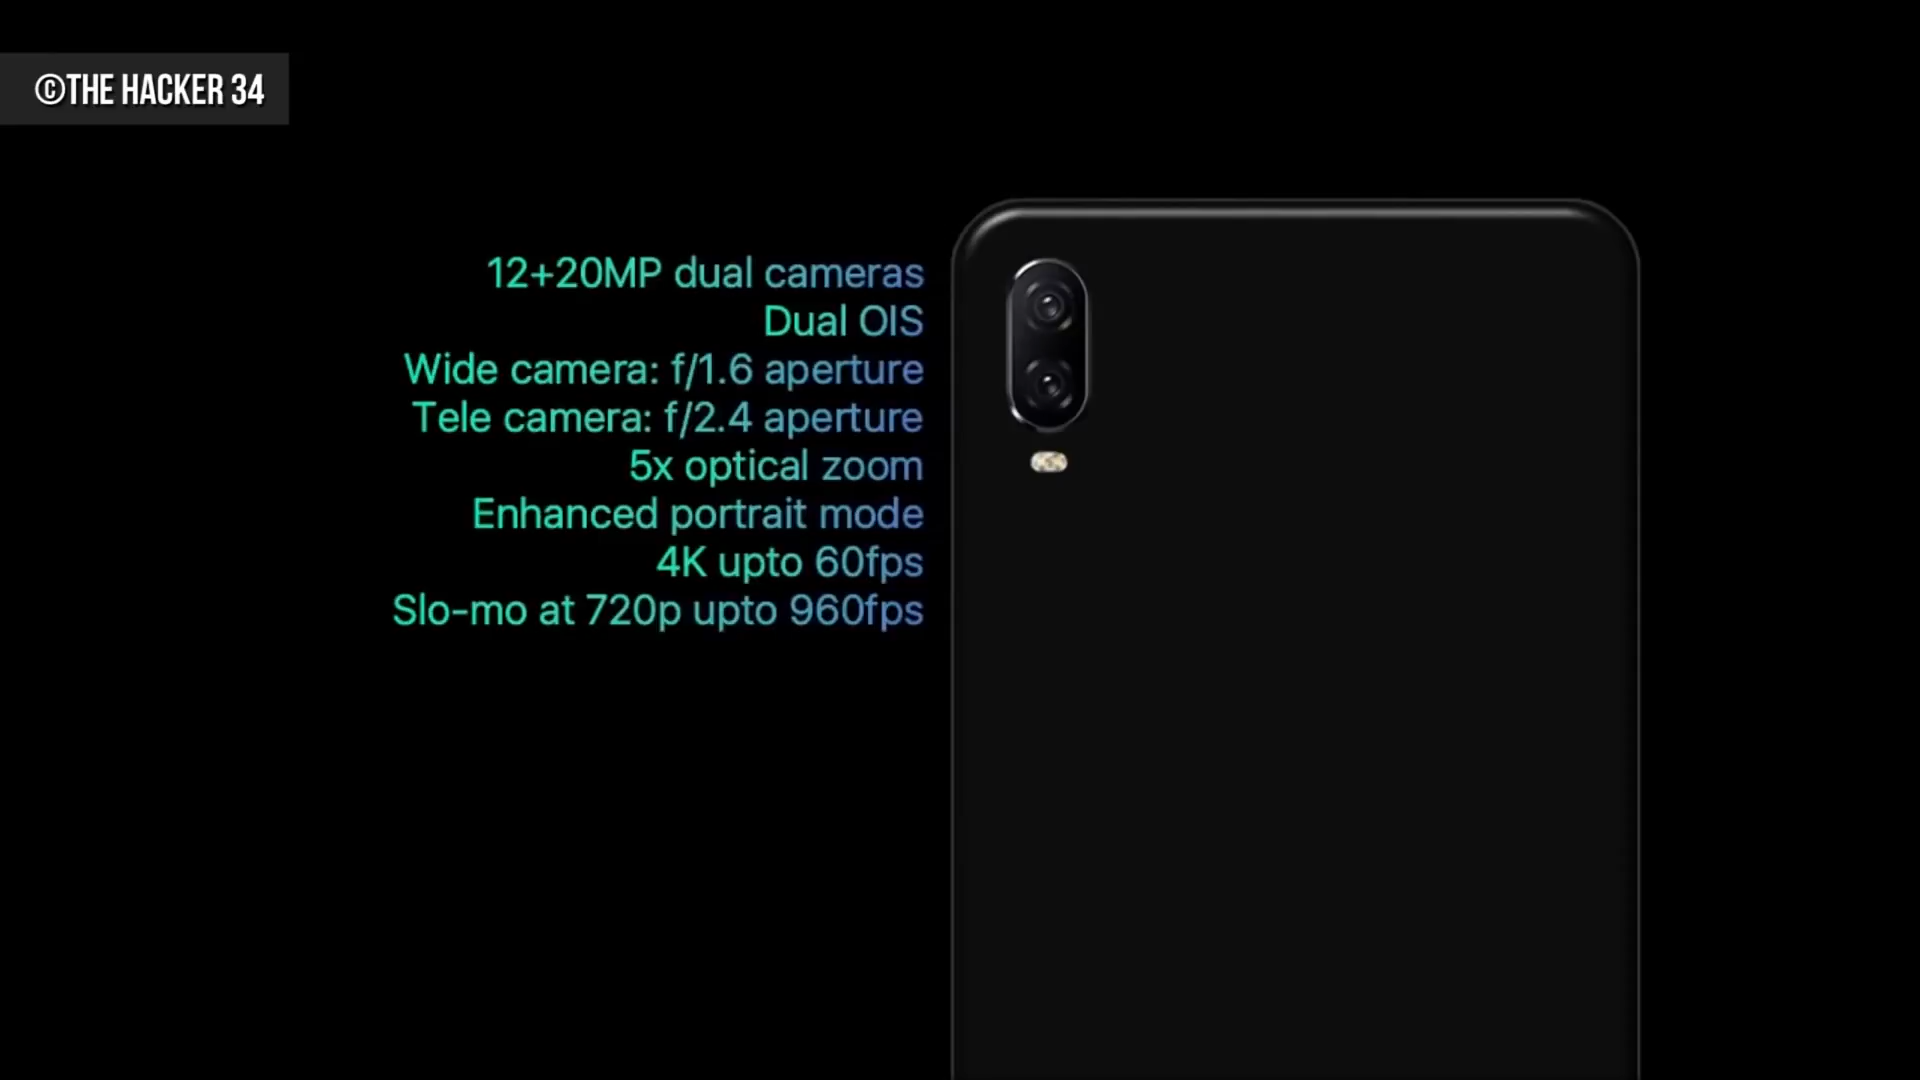 ©THE HACKER 34
12+20MP dual cameras
Dual OIS
Wide camera: f/1.6 aperture
Tele camera: f/2.4 aperture
5x optical zoom
Enhanced portrait mode
4K upto 60fps
Slo-mo at 720p upto 960fps